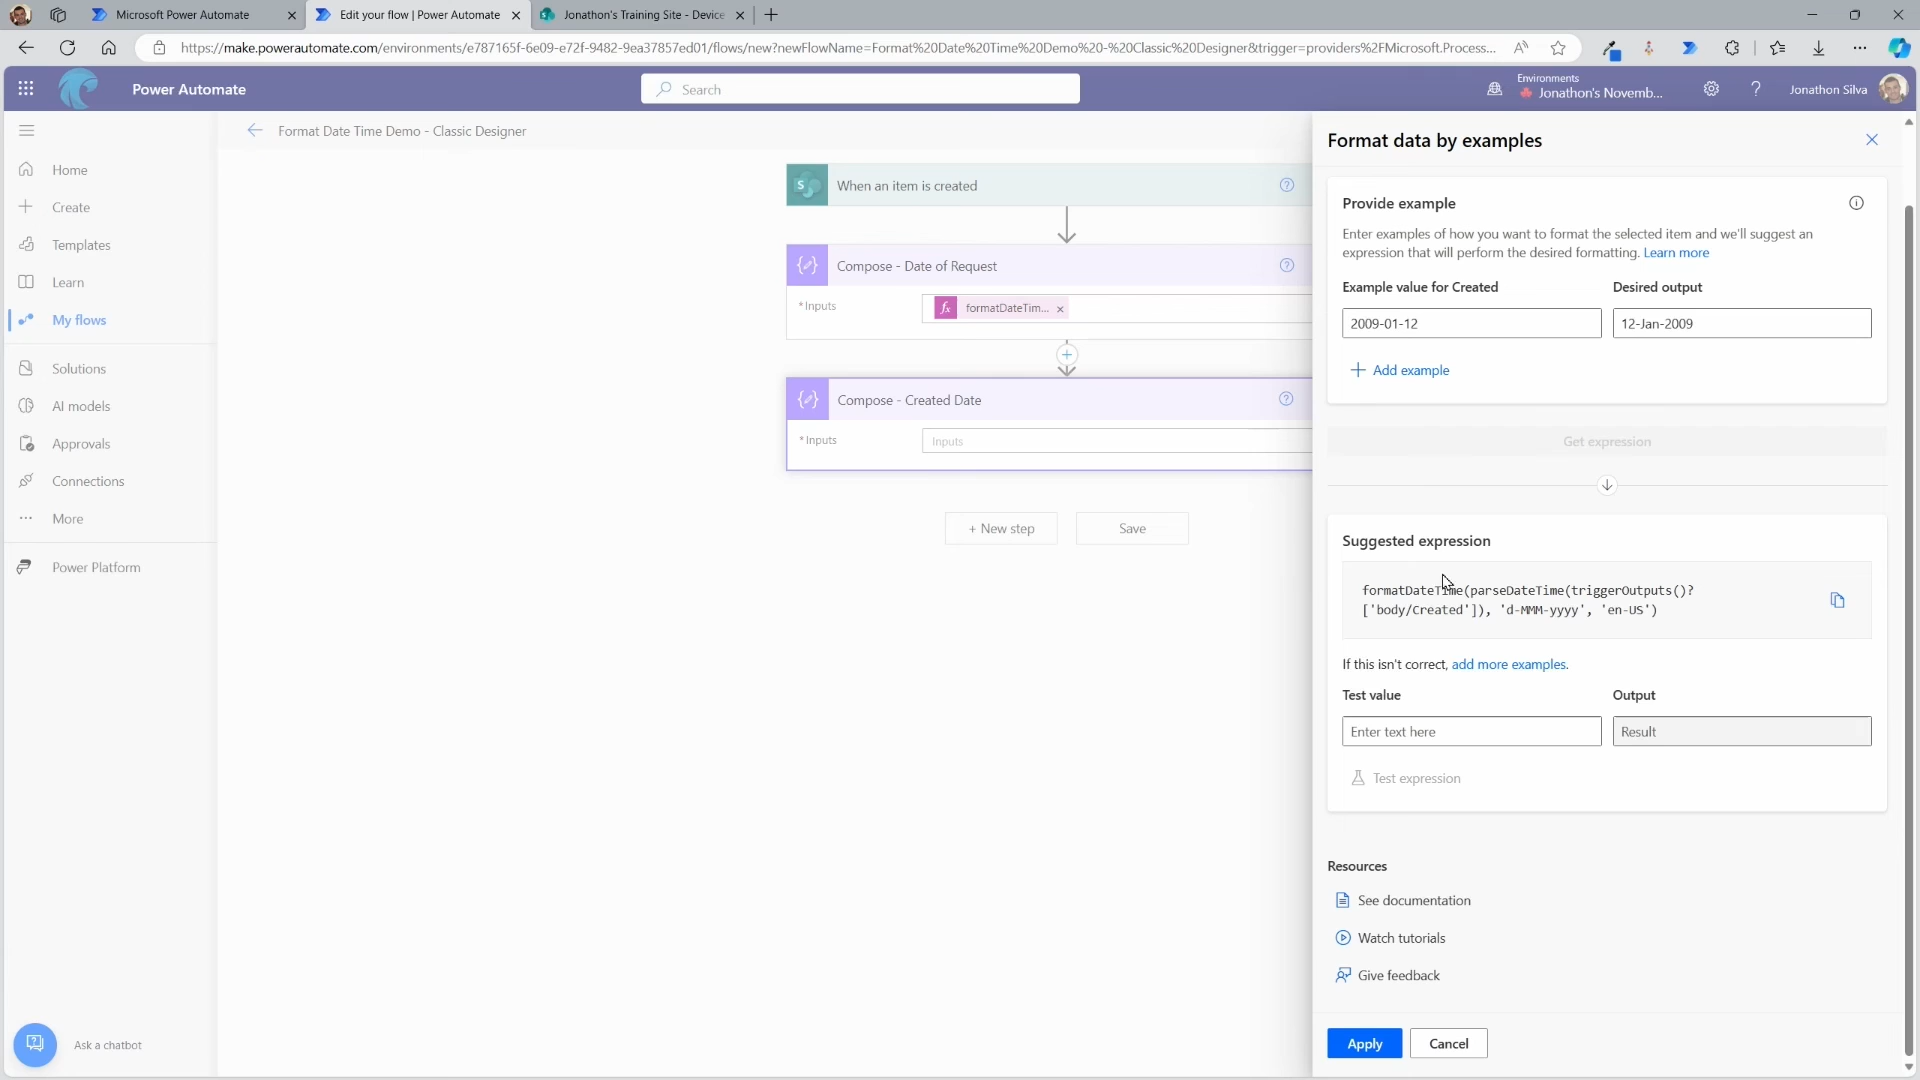 Microsoft Power Automate
Edit your flow | Power Automate
Jonathon's Training Site - Device
https://make.powerautomate.com/environments/e787165f-6e09-e72f-9482-9ea37857ed01/flows/new?newFlowName=Format%20Date%20Time%20Demo%20-%20Classic%20Designer&trigger=providers%2FMicrosoft.Process...
Power Automate
Search
Environments
Jonathon's Novemb...
Jonathon Silva
Home
Create
Templates
Learn
My flows
Solutions
AI models
Approvals
Connections
More
Power Platform
Ask a chatbot
Format Date Time Demo - Classic Designer
When an item is created
Compose - Date of Request
*Inputs
formatDateTim...
Compose - Created Date
*Inputs
Inputs
+ New step
Save
Format data by examples
Provide example
Enter examples of how you want to format the selected item and we'll suggest an
expression that will perform the desired formatting. Learn more
Example value for Created
Desired output
2009-01-12
12-Jan-2009
Add example
Get expression
Suggested expression
formatDateTime(parseDateTime(triggerOutputs()?
['body/Created']), 'd-MMM-yyyy', 'en-US')
If this isn't correct, add more examples.
Test value
Output
Enter text here
Result
Test expression
Resources
See documentation
Watch tutorials
Give feedback
Apply
Cancel